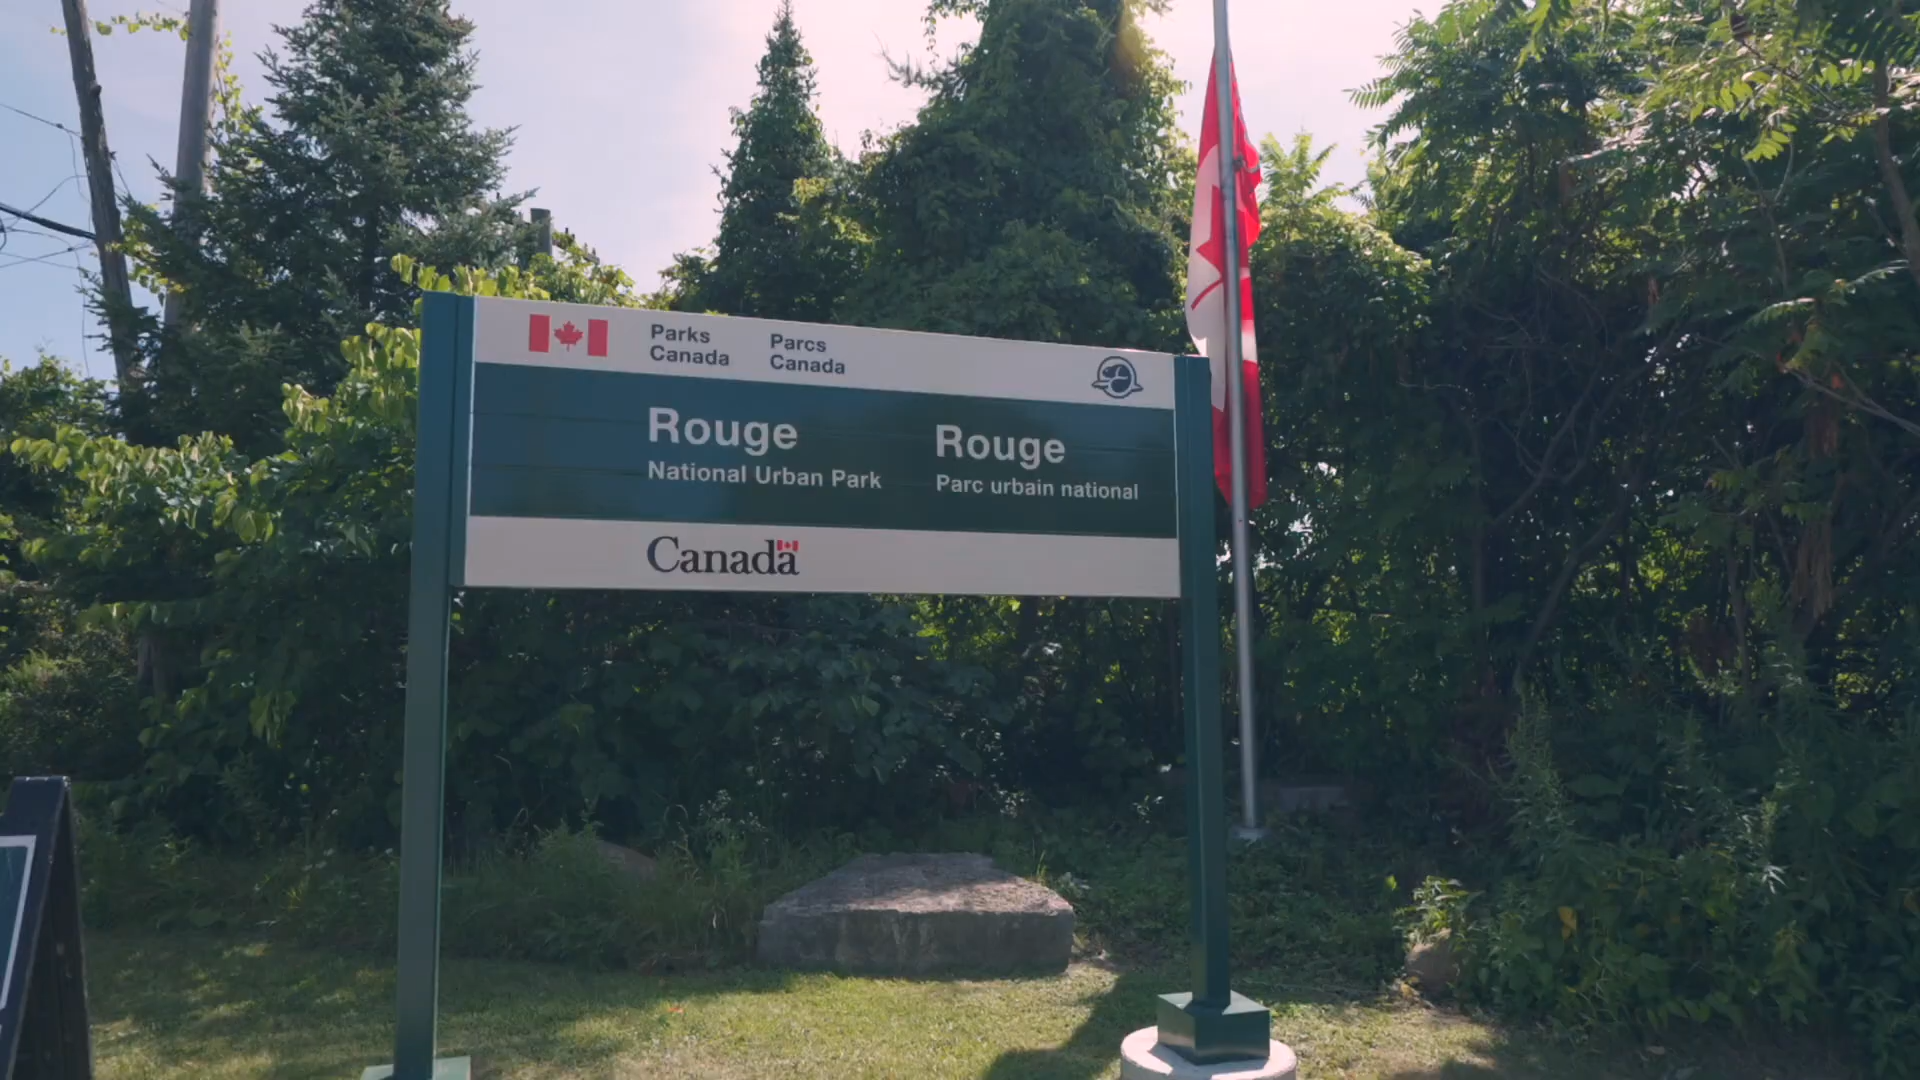 Parks
Canada
Parcs
Canada
Rouge
National Urban Park
Rouge
Parc urbain national
Canada